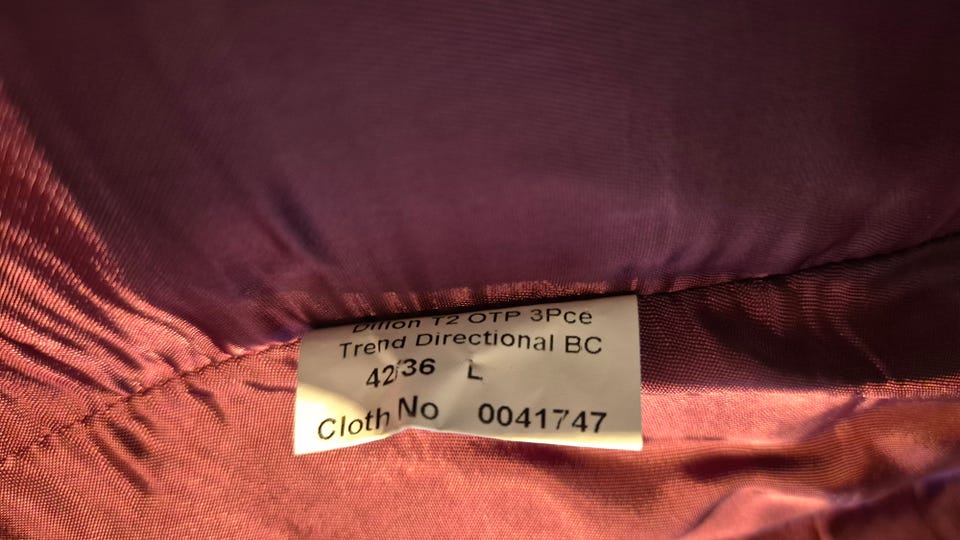 Dillon T2 OTP 3Pce
Trend Directional BC
42/36 L
Cloth No 0041747